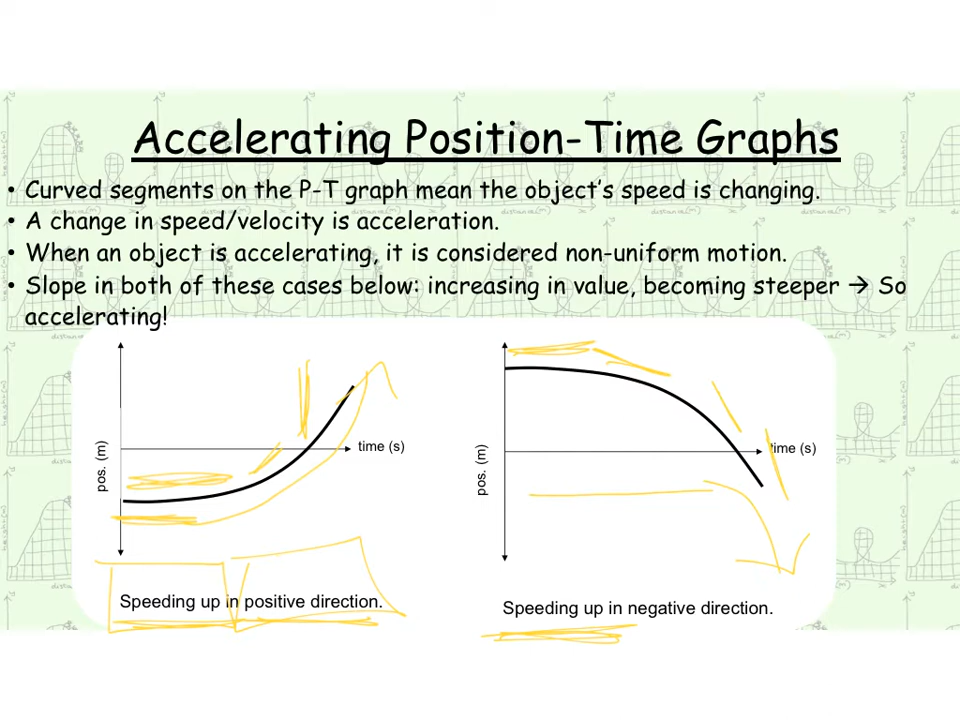 Accelerating Position-Time Graphs
• Curved segments on the P-T graph mean the object's speed is changing.
• A change in speed/velocity is acceleration.
• When an object is accelerating, it is considered non-uniform motion.
• Slope in both of these cases below: increasing in value, becoming steeper → So
accelerating!
pos. (m)
time (s)
Speeding up in positive direction.
pos. (m)
time (s)
Speeding up in negative direction.